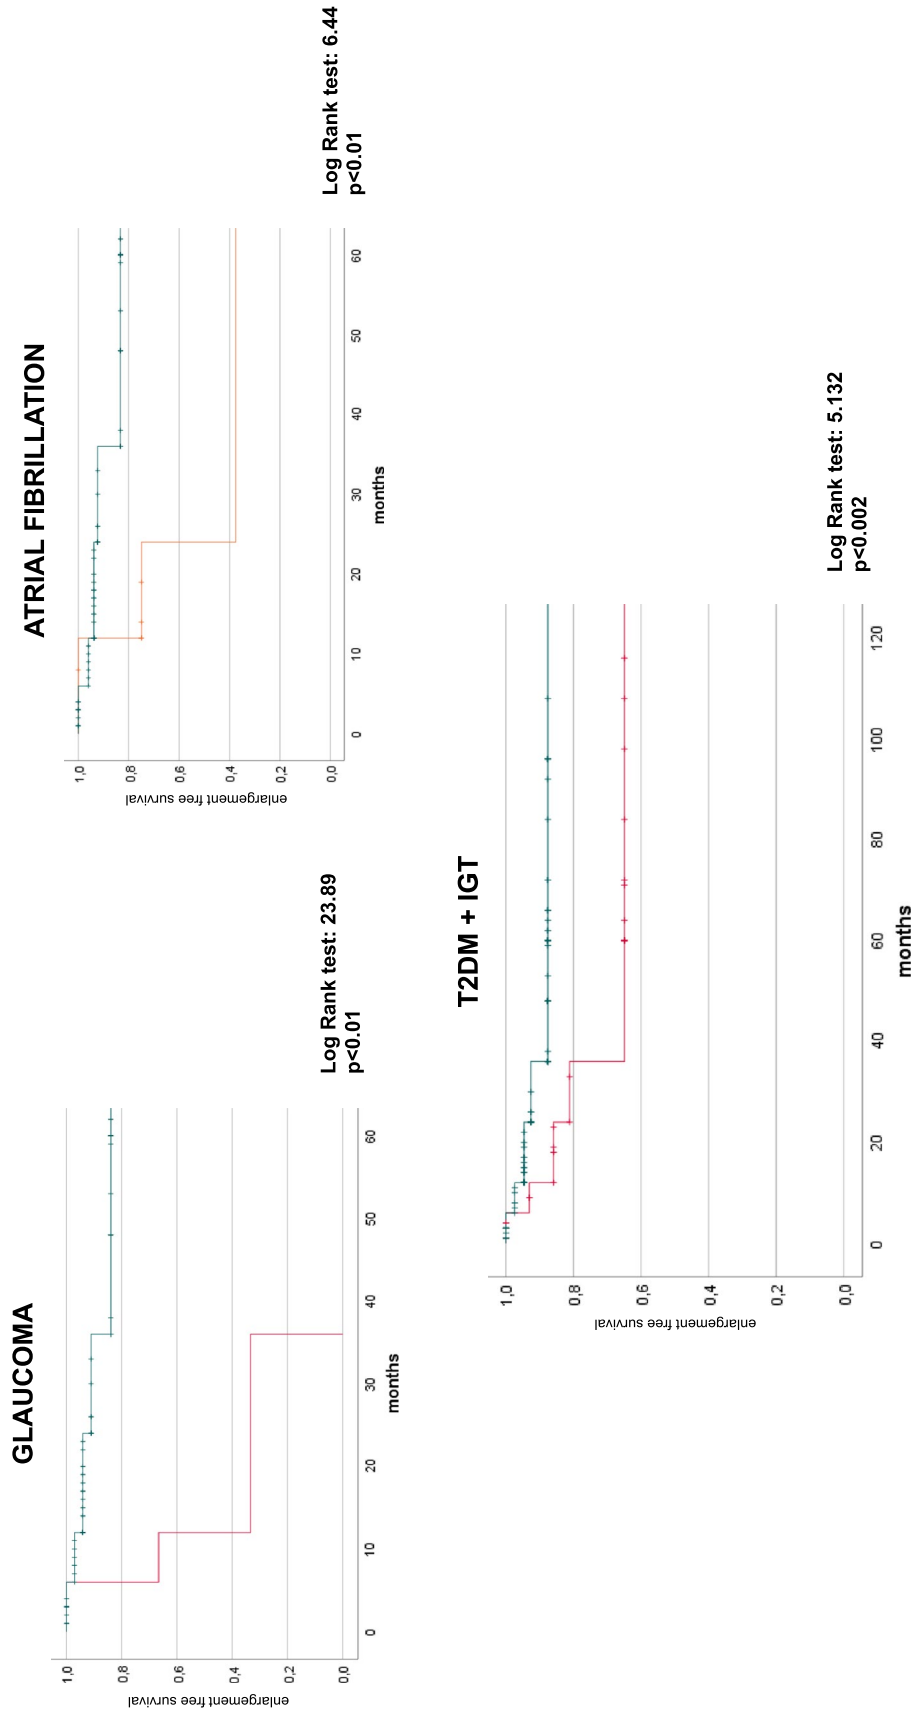 GLAUCOMA
1,0
0,8
0,6
0,4
0,2
0,0
enlargement free survival
0
10
20
30
40
50
60
months
Log Rank test: 23.89
p<0.01
ATRIAL FIBRILLATION
1,0
0,8
0,6
0,4
0,2
0,0
enlargement free survival
0
10
20
30
40
50
60
months
Log Rank test: 6.44
p<0.01
T2DM + IGT
1,0
0,8
0,6
0,4
0,2
0,0
enlargement free survival
0
20
40
60
80
100
120
months
Log Rank test: 5.132
p<0.002